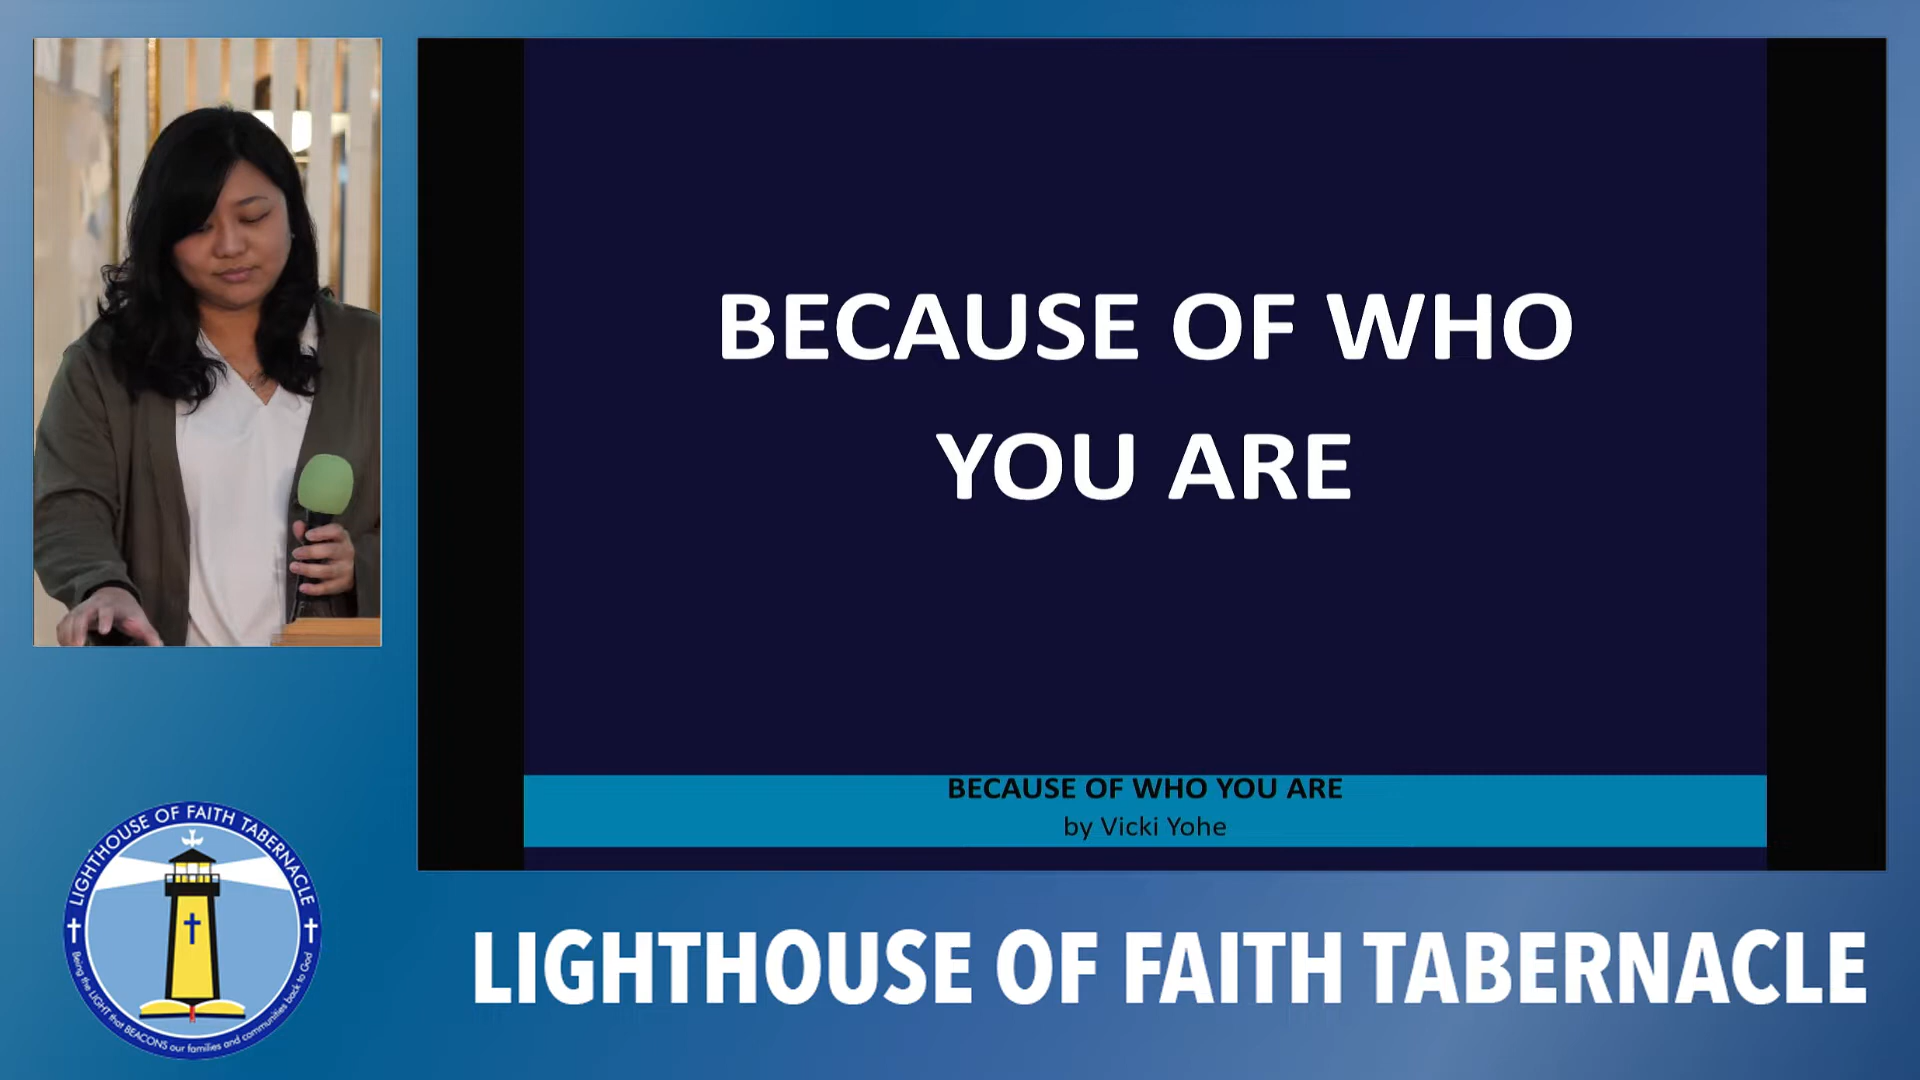 BECAUSE OF WHO
YOU ARE
BECAUSE OF WHO YOU ARE
by Vicki Yohe
LIGHTHOUSE OF FAITH TABERNACLE
Being the LIGHT that BEACONS our families and communities back to God
LIGHTHOUSE OF FAITH TABERNACLE